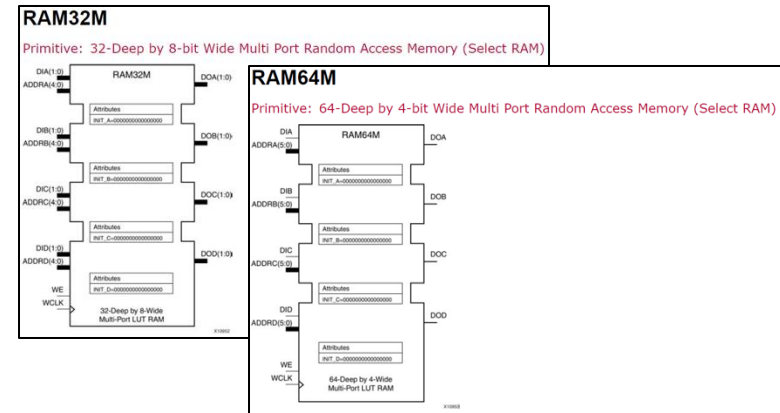 RAM32M
Primitive: 32-Deep by 8-bit Wide Multi Port Random Access Memory (Select RAM)
DIA(1:0)
ADDRA(4:0)
RAM32M
DOA(1:0)
Attributes
INIT_A=0000000000000000
DIB(1:0)
ADDRB(4:0)
DOB(1:0)
Attributes
INIT_B=0000000000000000
DIC(1:0)
ADDRC(4:0)
DOC(1:0)
Attributes
INIT_C=0000000000000000
DID(1:0)
ADDRD(4:0)
DOD(1:0)
Attributes
INIT_D=0000000000000000
WE
WCLK
32-Deep by 8-Wide
Multi-Port LUT RAM
RAM64M
Primitive: 64-Deep by 4-bit Wide Multi Port Random Access Memory (Select RAM)
DIA
ADDRA(5:0)
RAM64M
DOA
Attributes
INIT_A=0000000000000000
DIB
ADDRB(5:0)
DOB
Attributes
INIT_B=0000000000000000
DIC
ADDRC(5:0)
DOC
Attributes
INIT_C=0000000000000000
DID
ADDRD(5:0)
DOD
Attributes
INIT_D=0000000000000000
WE
WCLK
64-Deep by 4-Wide
Multi-Port LUT RAM